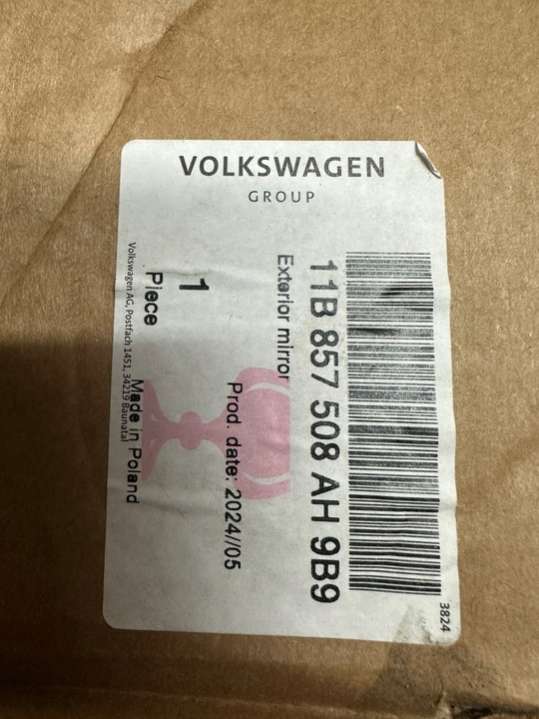 VOLKSWAGEN
GROUP
11B 857 508 AH 9B9
Exterior mirror
Prod. date: 2024//05
1
Piece
Made in Poland
Volkswagen AG, Postfach 1451, 34219 Baunatal
3824